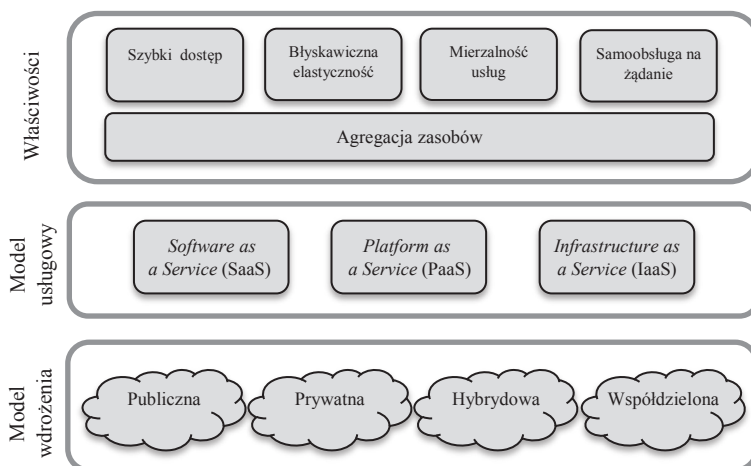 Właściwości
Szybki dostęp
Błyskawiczna
elastyczność
Mierzalność
usług
Samoobsługa na
żądanie
Agregacja zasobów
Model
usługowy
Software as
a Service (SaaS)
Platform as
a Service (PaaS)
Infrastructure as
a Service (IaaS)
Model
wdrożenia
Publiczna
Prywatna
Hybrydowa
Współdzielona